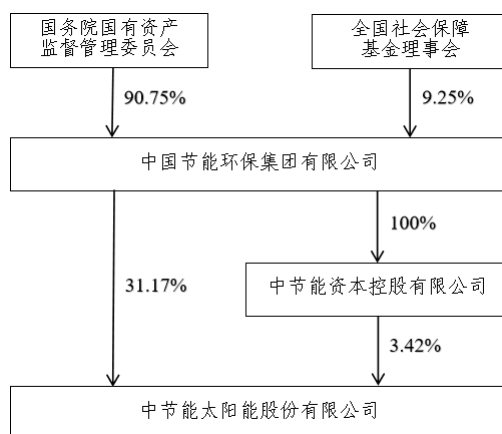 国务院国有资产
监督管理委员会
全国社会保障
基金理事会
90.75%
9.25%
中国节能环保集团有限公司
100%
31.17%
中节能资本控股有限公司
3.42%
中节能太阳能股份有限公司